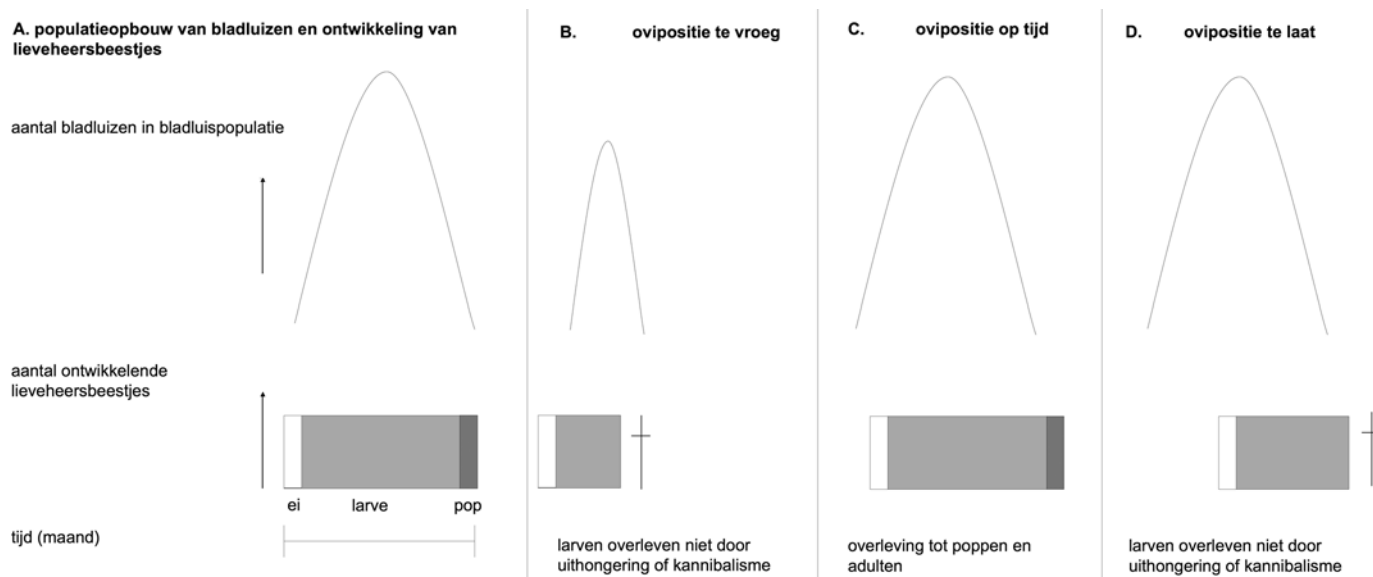 A. populatieopbouw van bladluizen en ontwikkeling van
lieveheersbeestjes
aantal bladluizen in bladluispopulatie
aantal ontwikkelende
lieveheersbeestjes
ei larve pop
tijd (maand)
B. ovipositie te vroeg
larven overleven niet door
uithongering of kannibalisme
C. ovipositie op tijd
overleving tot poppen en
adulten
D. ovipositie te laat
larven overleven niet door
uithongering of kannibalisme